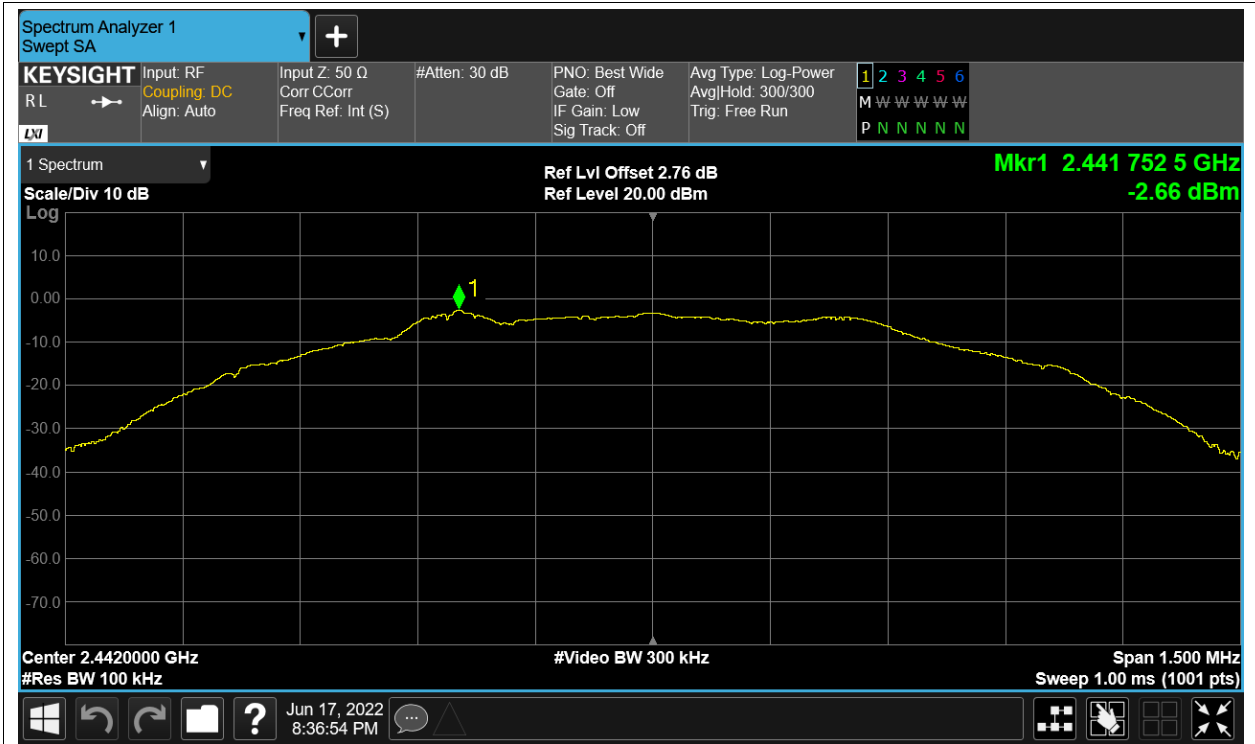 Spectrum Analyzer 1
Swept SA
KEYSIGHT
R L
LXI
Input: RF
Coupling: DC
Align: Auto
Input Z: 50 Ω
Corr CCorr
Freq Ref: Int (S)
#Atten: 30 dB
PNO: Best Wide
Gate: Off
IF Gain: Low
Sig Track: Off
Avg Type: Log-Power
Avg|Hold: 300/300
Trig: Free Run
1 2 3 4 5 6
M W W W W W
P N N N N N
1 Spectrum
Scale/Div 10 dB
Log
Ref Lvl Offset 2.76 dB
Ref Level 20.00 dBm
Mkr1 2.441 752 5 GHz
-2.66 dBm
10.0
0.00
-10.0
-20.0
-30.0
-40.0
-50.0
-60.0
-70.0
1
Center 2.4420000 GHz
#Res BW 100 kHz
#Video BW 300 kHz
Span 1.500 MHz
Sweep 1.00 ms (1001 pts)
?
Jun 17, 2022
8:36:54 PM